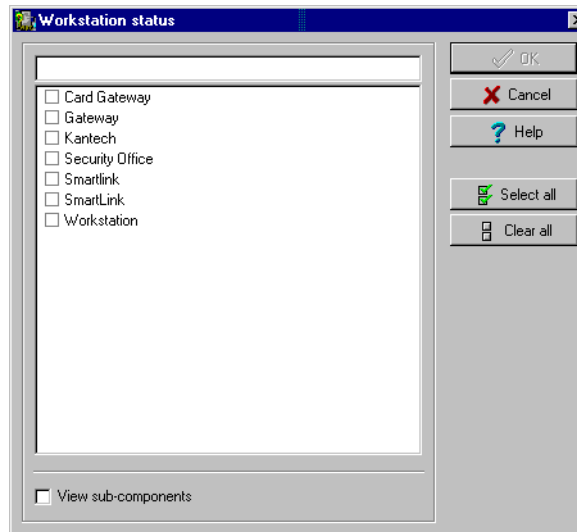 Workstation status
OK
Cancel
Help
Select all
Clear all
Card Gateway
Gateway
Kantech
Security Office
Smartlink
SmartLink
Workstation
View sub-components